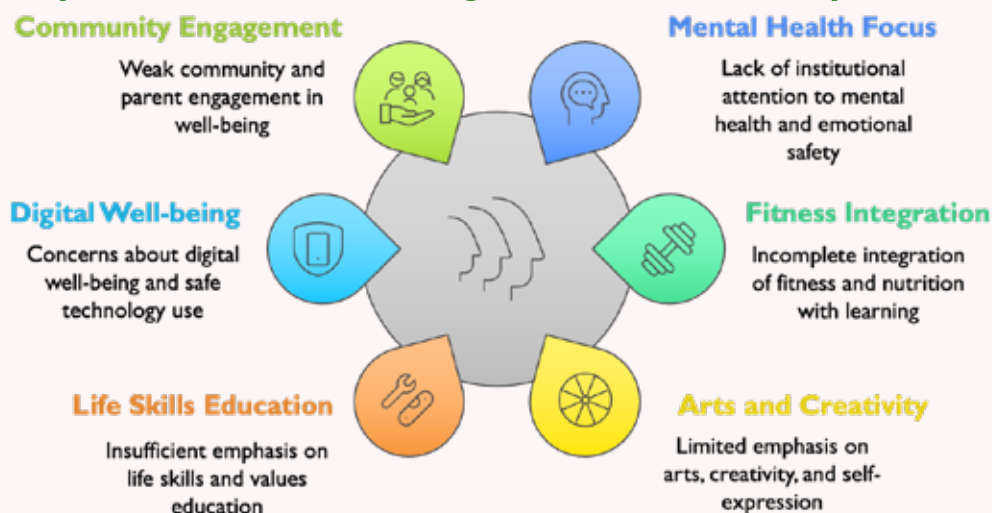 Community Engagement
Weak community and
parent engagement in
well-being
Mental Health Focus
Lack of institutional
attention to mental
health and emotional
safety
Digital Well-being
Concerns about digital
well-being and safe
technology use
Fitness Integration
Incomplete integration
of fitness and nutrition
with learning
Life Skills Education
Insufficient emphasis on
life skills and values
education
Arts and Creativity
Limited emphasis on
arts, creativity, and self-
expression